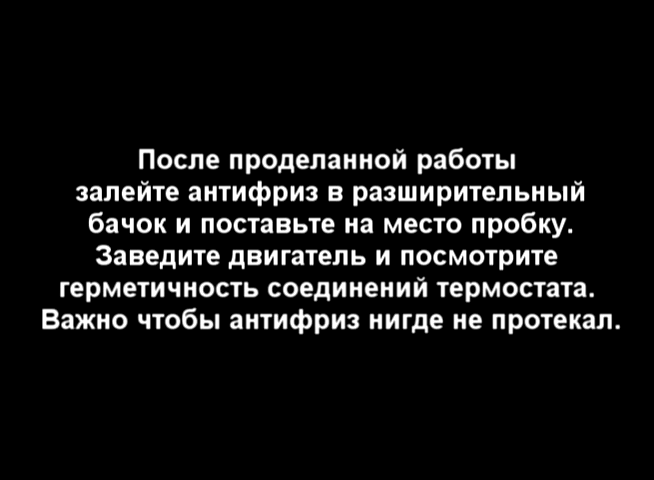 После проделанной работы
залейте антифриз в разширительный
бачок и поставьте на место пробку.
Заведите двигатель и посмотрите
герметичность соединений термостата.
Важно чтобы антифриз нигде не протекал.